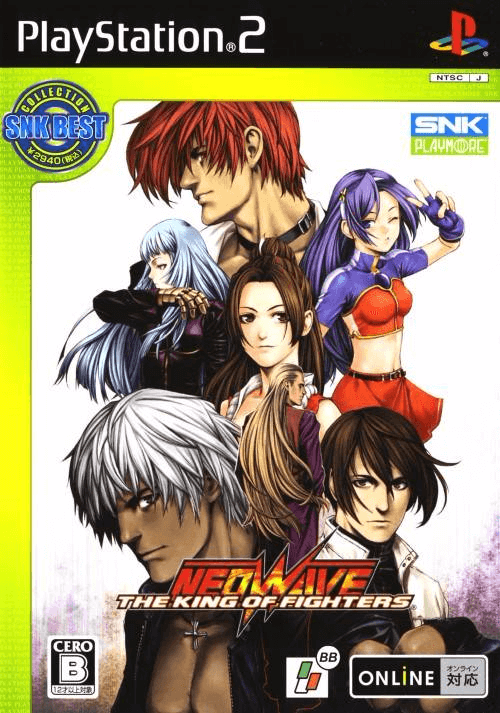 PlayStation®2
NTSC J
COLLECTION
SNK BEST
¥2940(税込)
SNK
PLAYMORE
NEOWAVE
THE KING OF FIGHTERS
CERO
B
12才以上対象
BB
ONLiNE
オンライン
対応